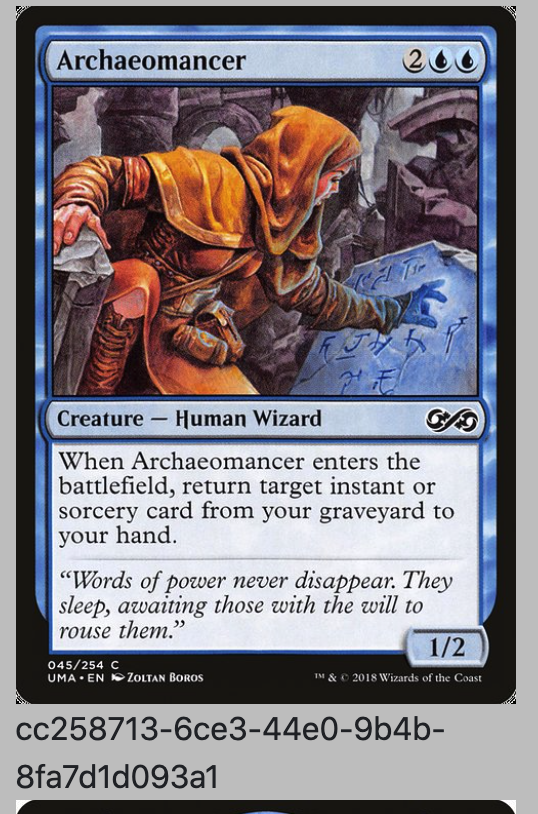 Archaeomancer 2
Creature — Human Wizard
When Archaeomancer enters the
battlefield, return target instant or
sorcery card from your graveyard to
your hand.
“Words of power never disappear. They
sleep, awaiting those with the will to
rouse them.”
1/2
045/254 C
UMA • EN Zoltan Boros
™ & © 2018 Wizards of the Coast
cc258713-6ce3-44e0-9b4b-
8fa7d1d093a1